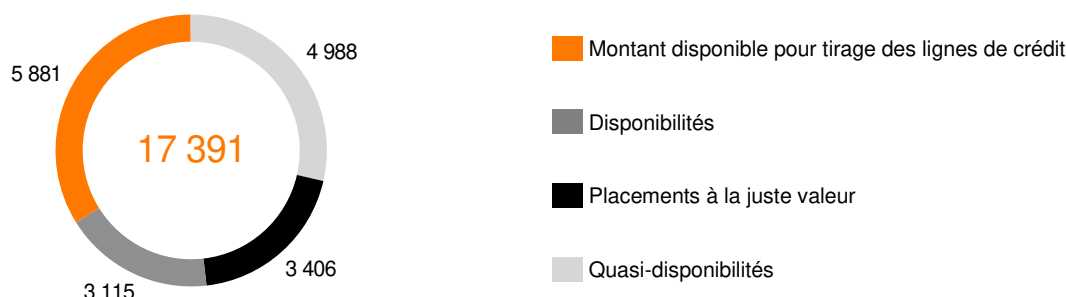 4 988
5 881
17 391
3 406
3 115
Montant disponible pour tirage des lignes de crédit
Disponibilités
Placements à la juste valeur
Quasi-disponibilités